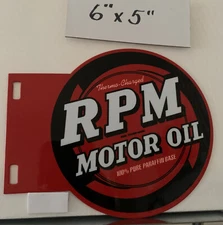 6" x 5"
Thermo-Charged
RPM
MOTOR OIL
100% PURE PARAFFIN BASE